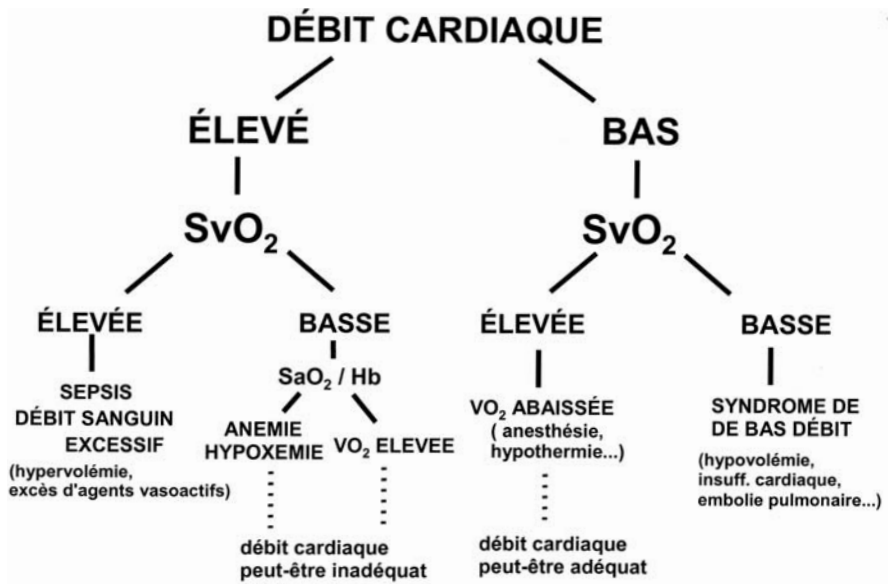 DÉBIT CARDIAQUE
ÉLEVÉ
BAS
SvO₂
SvO₂
ÉLEVÉE
BASSE
ÉLEVÉE
BASSE
SEPSIS
DÉBIT SANGUIN
EXCESSIF
(hypervolémie,
excès d'agents vasoactifs)
SaO₂ / Hb
ANEMIE
HYPOXEMIE
VO₂ ELEVEE
débit cardiaque
peut-être inadéquat
VO₂ ABAISSÉE
( anesthésie,
hypothermie...)
débit cardiaque
peut-être adéquat
SYNDROME DE
DE BAS DÉBIT
(hypovolémie,
insuff. cardiaque,
embolie pulmonaire...)